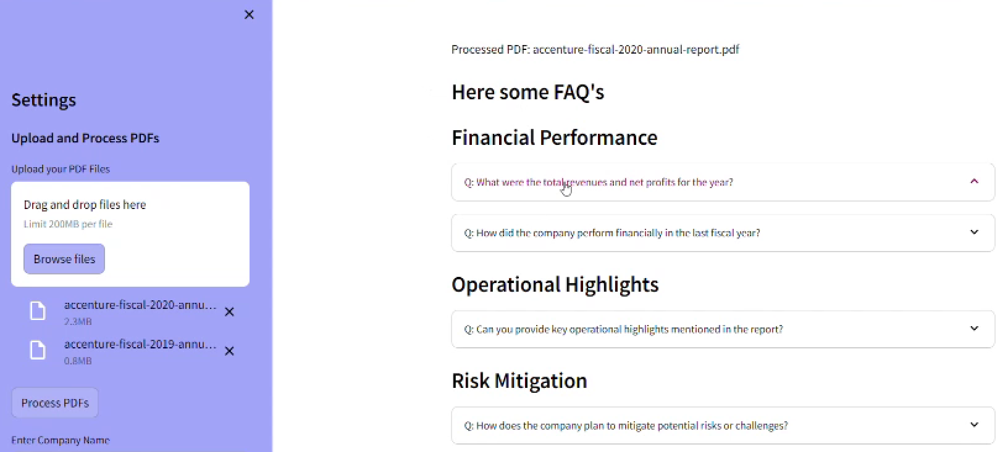 Settings
Upload and Process PDFs
Upload your PDF Files
Drag and drop files here
Limit 200MB per file
Browse files
accenture-fiscal-2020-annu...
2.3MB
accenture-fiscal-2019-annu...
0.8MB
Process PDFs
Enter Company Name
Processed PDF: accenture-fiscal-2020-annual-report.pdf
Here some FAQ's
Financial Performance
Q: What were the total revenues and net profits for the year?
Q: How did the company perform financially in the last fiscal year?
Operational Highlights
Q: Can you provide key operational highlights mentioned in the report?
Risk Mitigation
Q: How does the company plan to mitigate potential risks or challenges?